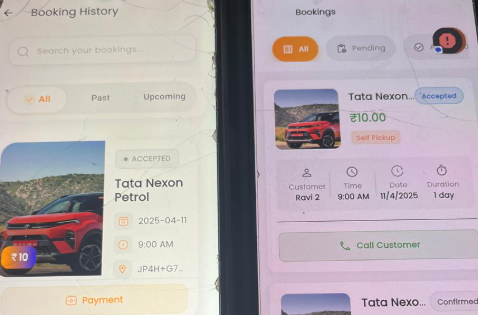 Booking History
Search your bookings...
All
Past
Upcoming
ACCEPTED
Tata Nexon
Petrol
2025-04-11
9:00 AM
JP4H+G7...
₹10
Payment
Bookings
All
Pending
Tata Nexon...
Accepted
₹10.00
Self Pickup
Customer
Time
Date
Duration
Ravi 2
9:00 AM
11/4/2025
1 day
Call Customer
Tata Nexo...
Confirmed